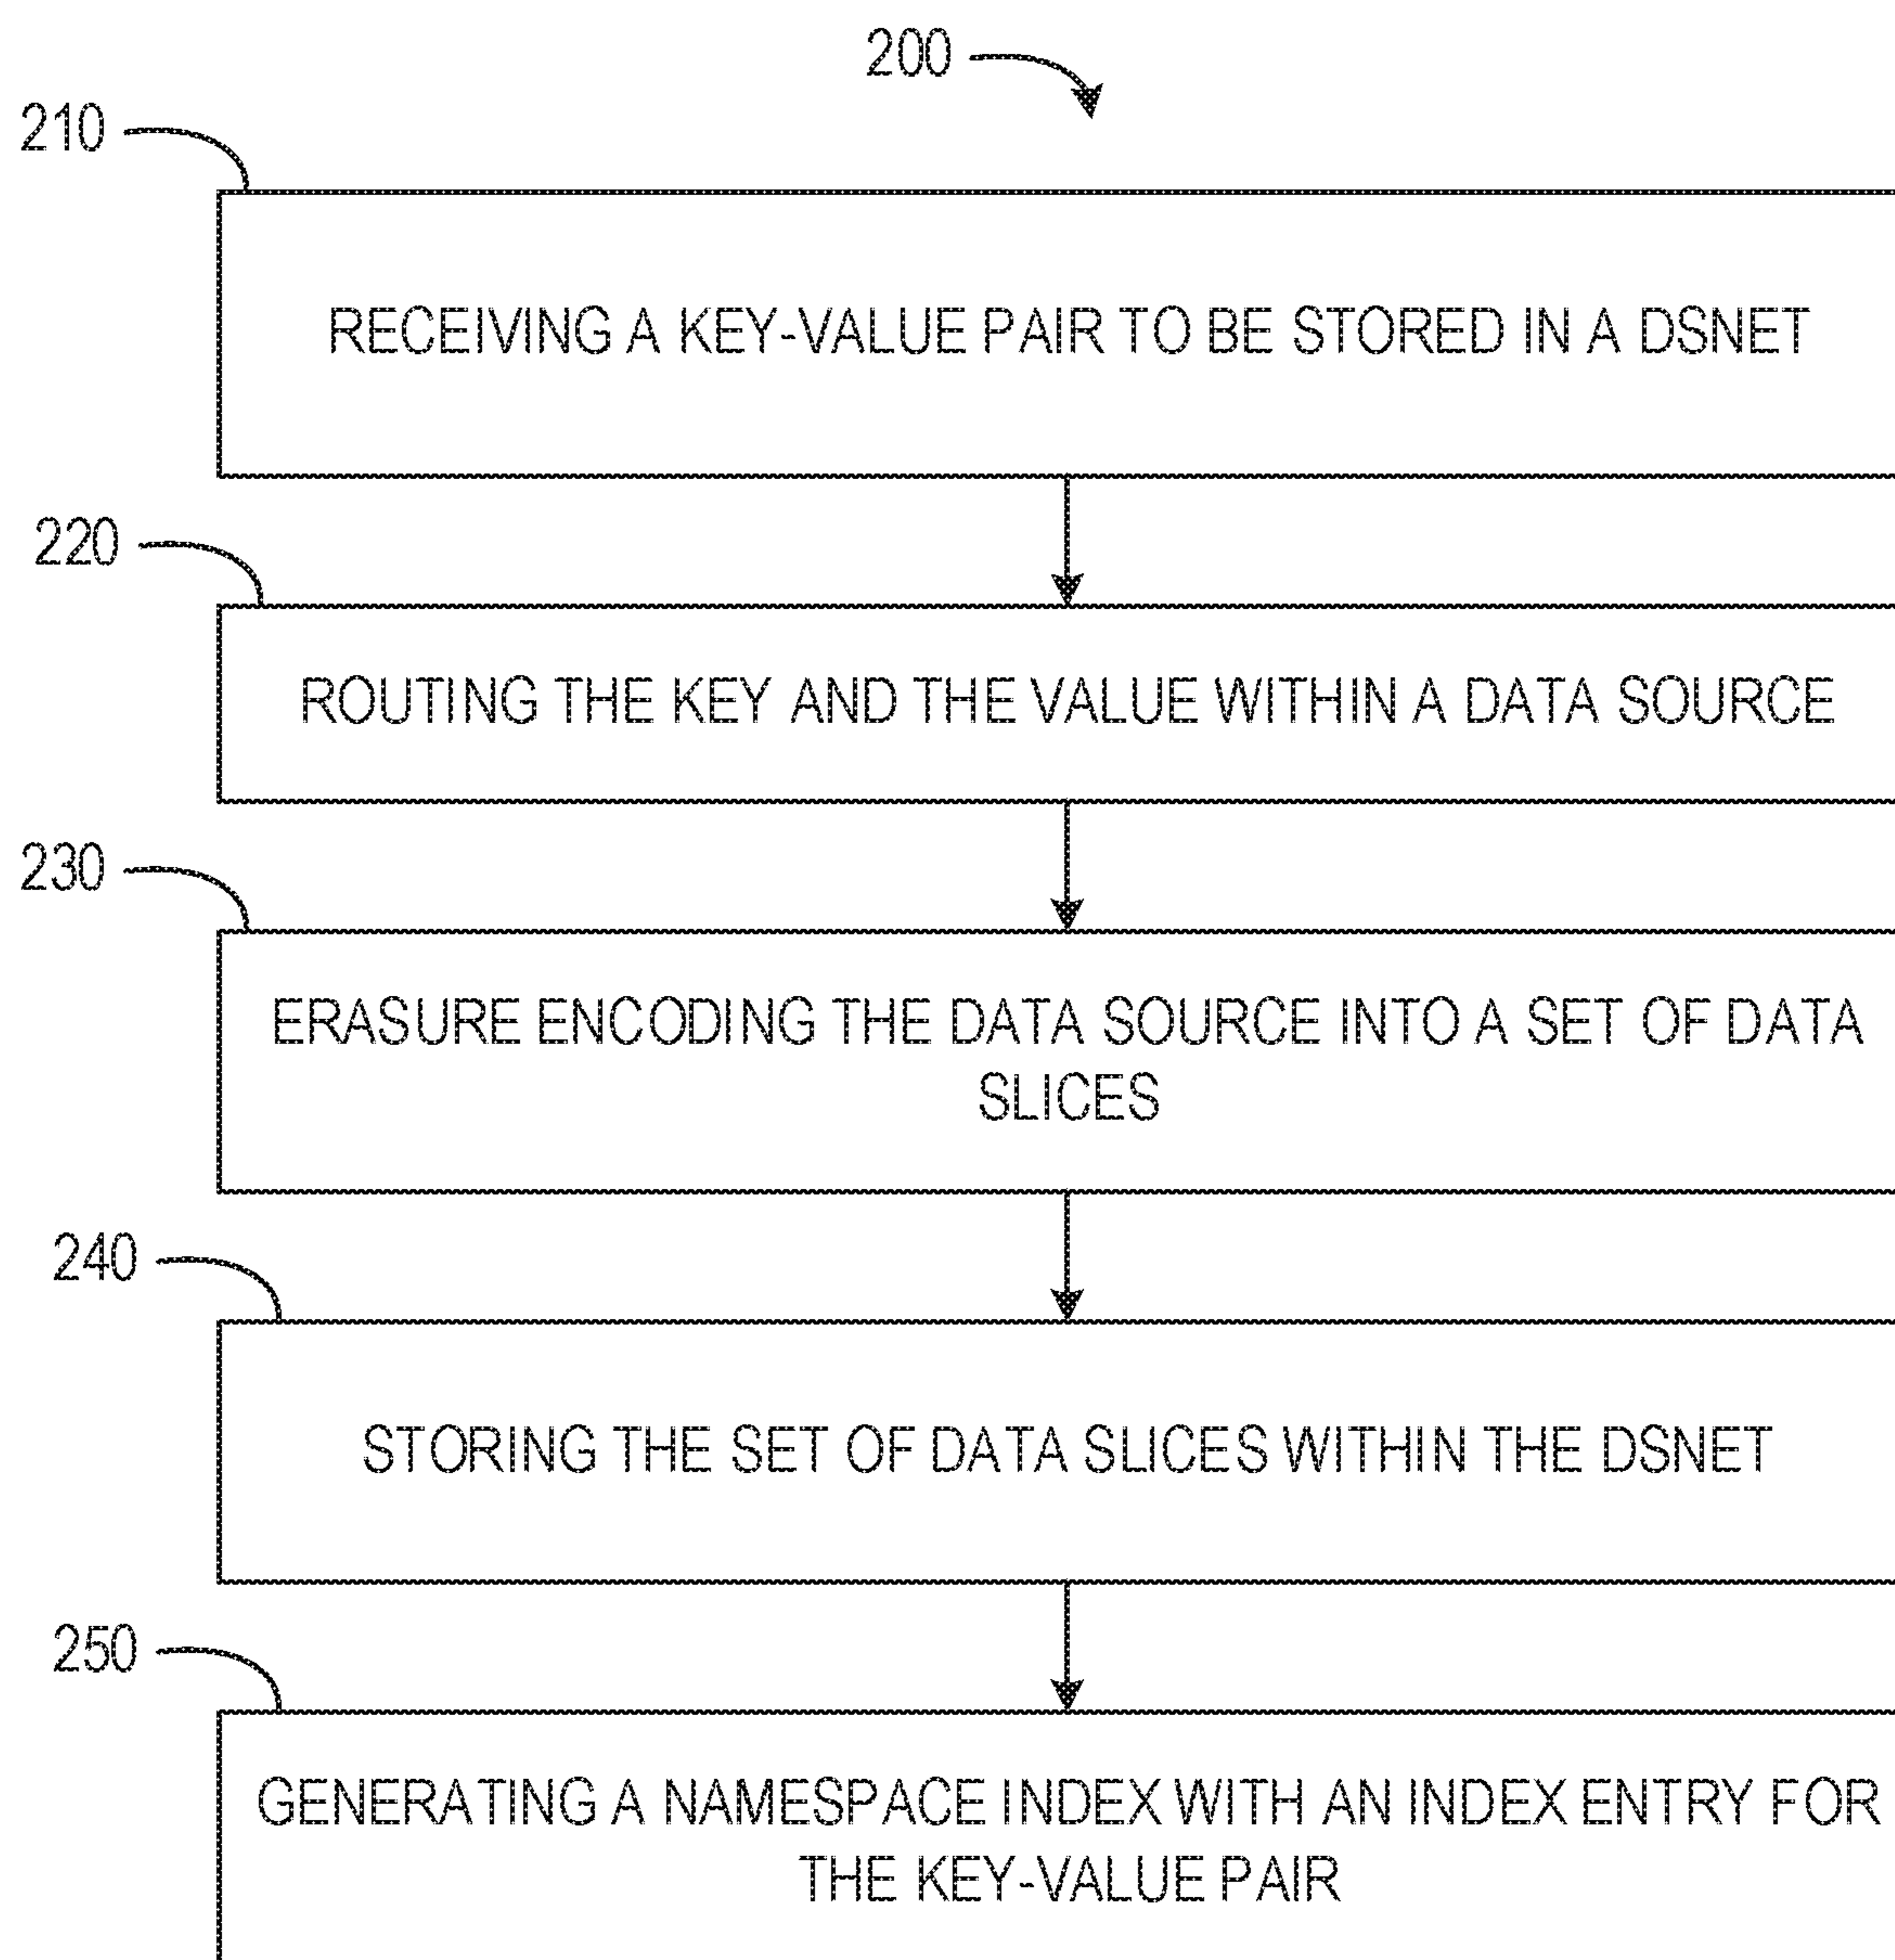 200
210
RECEIVING A KEY-VALUE PAIR TO BE STORED IN A DSNET
220
ROUTING THE KEY AND THE VALUE WITHIN A DATA SOURCE
230
ERASURE ENCODING THE DATA SOURCE INTO A SET OF DATA
SLICES
240
STORING THE SET OF DATA SLICES WITHIN THE DSNET
250
GENERATING A NAMESPACE INDEX WITH AN INDEX ENTRY FOR
THE KEY-VALUE PAIR